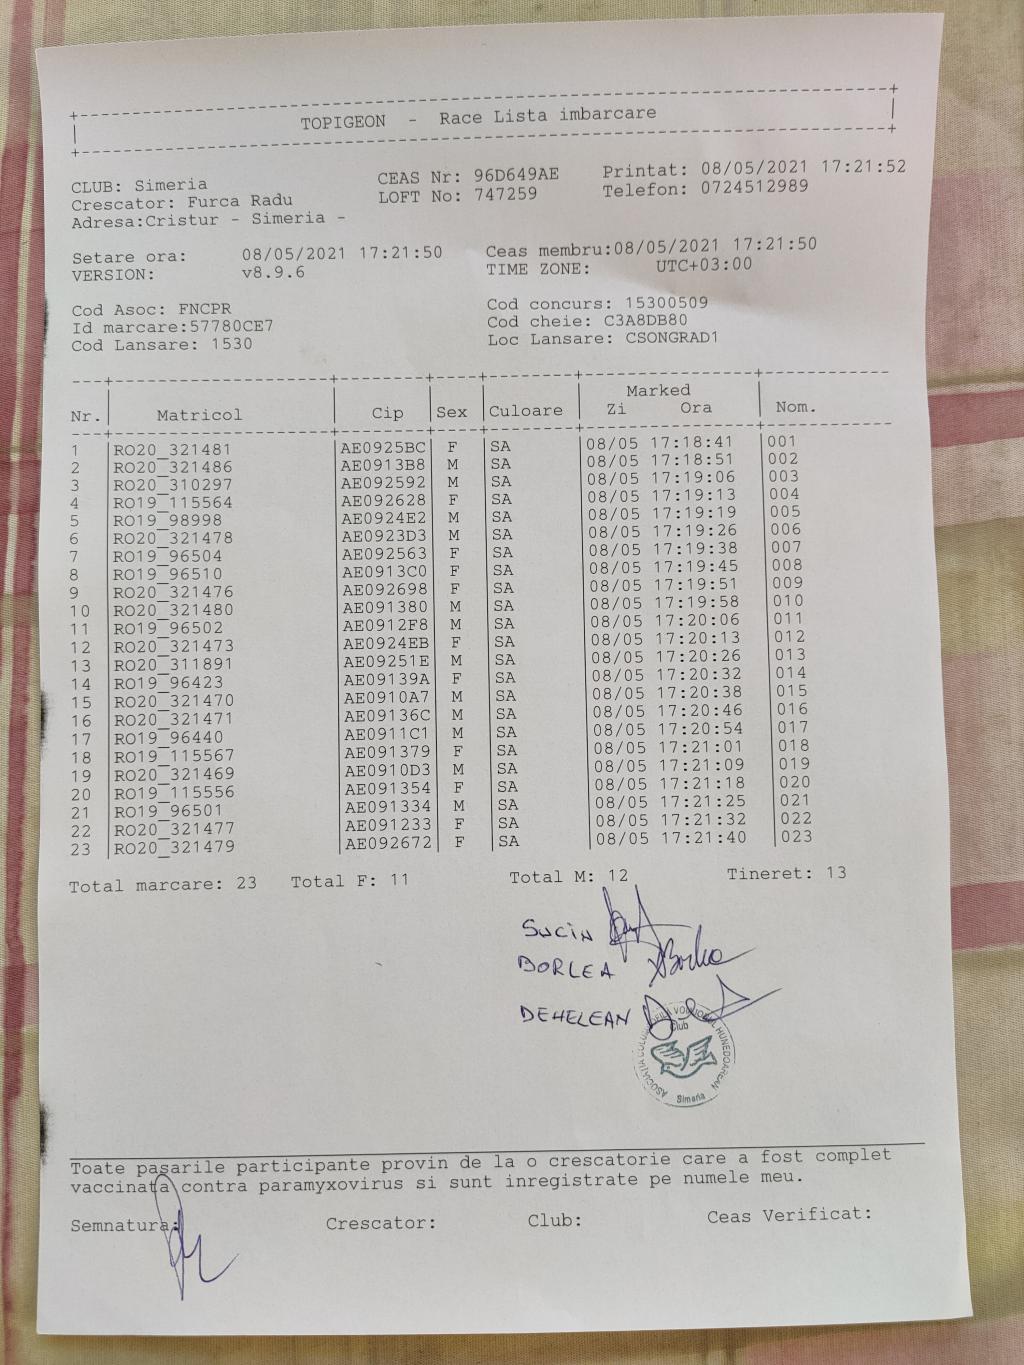 TOPIGEON - Race Lista imbarcare
CLUB: Simeria CEAS Nr: 96D649AE Printat: 08/05/2021 17:21:52
Crescator: Furca Radu LOFT No: 747259 Telefon: 0724512989
Adresa:Cristur - Simeria -
Setare ora: 08/05/2021 17:21:50 Ceas membru:08/05/2021 17:21:50
VERSION: v8.9.6 TIME ZONE: UTC+03:00
Cod Asoc: FNCPR Cod concurs: 15300509
Id marcare:57780CE7 Cod cheie: C3A8DB80
Cod Lansare: 1530 Loc Lansare: CSONGRAD1
Marked
Nr. Matricol Cip Sex Culoare Zi Ora Nom.
1 RO20_321481 AE0925BC F SA 08/05 17:18:41 001
2 RO20_321486 AE0913B8 M SA 08/05 17:18:51 002
3 RO20_310297 AE092592 M SA 08/05 17:19:06 003
4 RO19_115564 AE092628 F SA 08/05 17:19:13 004
5 RO19_98998 AE0924E2 M SA 08/05 17:19:19 005
6 RO20_321478 AE0923D3 M SA 08/05 17:19:26 006
7 RO19_96504 AE092563 F SA 08/05 17:19:38 007
8 RO19_96510 AE0913C0 F SA 08/05 17:19:45 008
9 RO20_321476 AE092698 F SA 08/05 17:19:51 009
10 RO20_321480 AE091380 M SA 08/05 17:19:58 010
11 RO19_96502 AE0912F8 M SA 08/05 17:20:06 011
12 RO20_321473 AE0924EB F SA 08/05 17:20:13 012
13 RO20_311891 AE09251E M SA 08/05 17:20:26 013
14 RO19_96423 AE09139A F SA 08/05 17:20:32 014
15 RO20_321470 AE0910A7 M SA 08/05 17:20:38 015
16 RO20_321471 AE09136C M SA 08/05 17:20:46 016
17 RO19_96440 AE0911C1 M SA 08/05 17:20:54 017
18 RO19_115567 AE091379 F SA 08/05 17:21:01 018
19 RO20_321469 AE0910D3 M SA 08/05 17:21:09 019
20 RO19_115556 AE091354 F SA 08/05 17:21:18 020
21 RO19_96501 AE091334 M SA 08/05 17:21:25 021
22 RO20_321477 AE091233 F SA 08/05 17:21:32 022
23 RO20_321479 AE092672 F SA 08/05 17:21:40 023
Total marcare: 23 Total F: 11 Total M: 12 Tineret: 13
SUCIN
BORLEA
DEHELEAN
Club
HUNEDOAREAN
ASOCIAȚIA
Simeria
Toate pasarile participante provin de la o crescatorie care a fost complet
vaccinata contra paramyxovirus si sunt inregistrate pe numele meu.
Semnatura: Crescator: Club: Ceas Verificat: